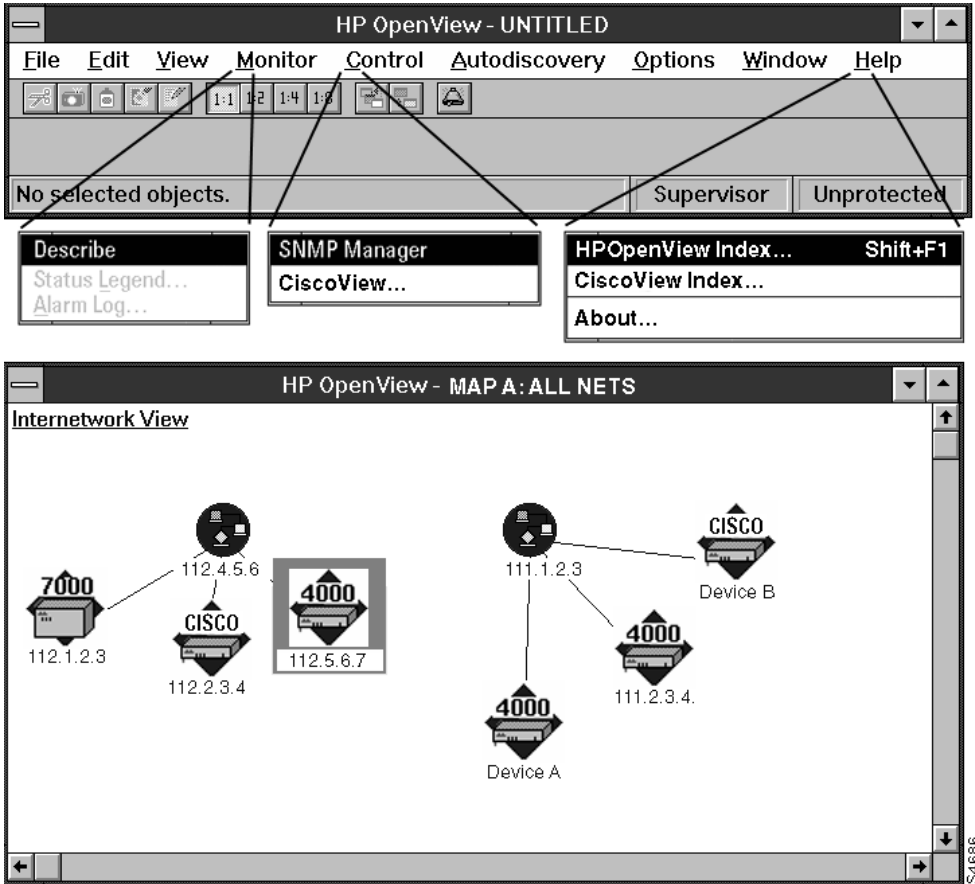 HP OpenView - UNTITLED
File Edit View Monitor Control Autodiscovery Options Window Help
1:1 1:2 1:4 1:8
No selected objects. Supervisor Unprotected
Describe
Status Legend...
Alarm Log...
SNMP Manager
CiscoView...
HPOpenView Index... Shift+F1
CiscoView Index...
About...
HP OpenView - MAP A: ALL NETS
Internetwork View
112.4.5.6
7000
112.1.2.3
CISCO
112.2.3.4
4000
112.5.6.7
111.1.2.3
CISCO
Device B
4000
111.2.3.4.
4000
Device A
S4686